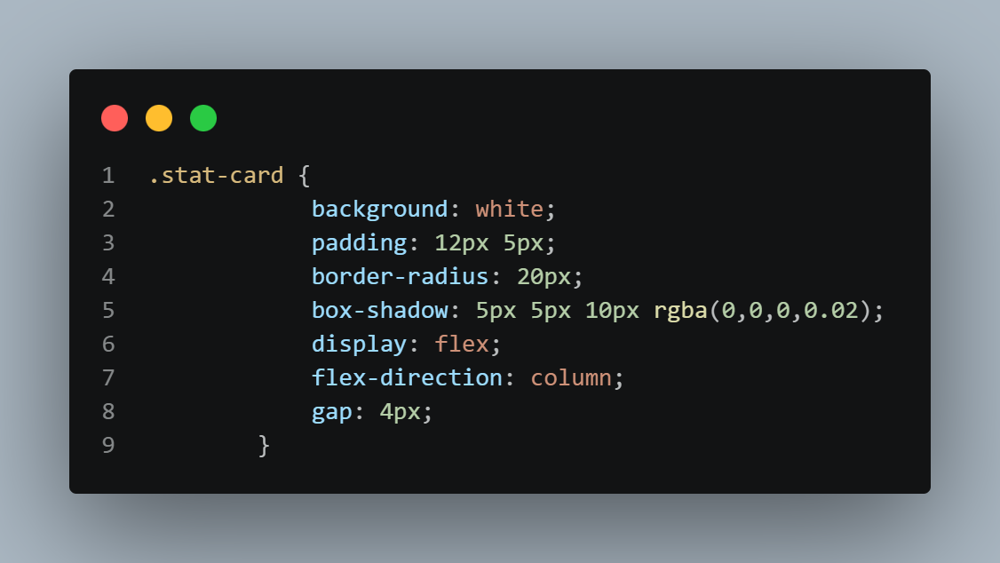 1 .stat-card {
2             background: white;
3             padding: 12px 5px;
4             border-radius: 20px;
5             box-shadow: 5px 5px 10px rgba(0,0,0,0.02);
6             display: flex;
7             flex-direction: column;
8             gap: 4px;
9         }